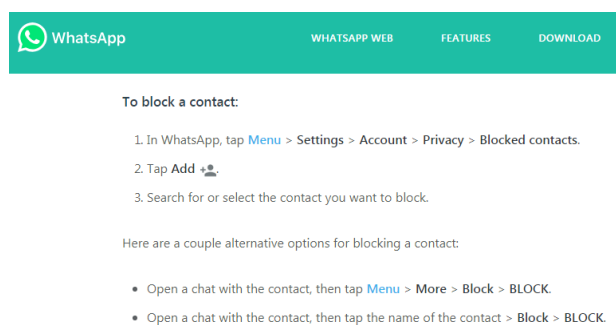 WhatsApp WHATSAPP WEB FEATURES DOWNLOAD
To block a contact:
1. In WhatsApp, tap Menu > Settings > Account > Privacy > Blocked contacts.
2. Tap Add .
3. Search for or select the contact you want to block.
Here are a couple alternative options for blocking a contact:
• Open a chat with the contact, then tap Menu > More > Block > BLOCK.
• Open a chat with the contact, then tap the name of the contact > Block > BLOCK.